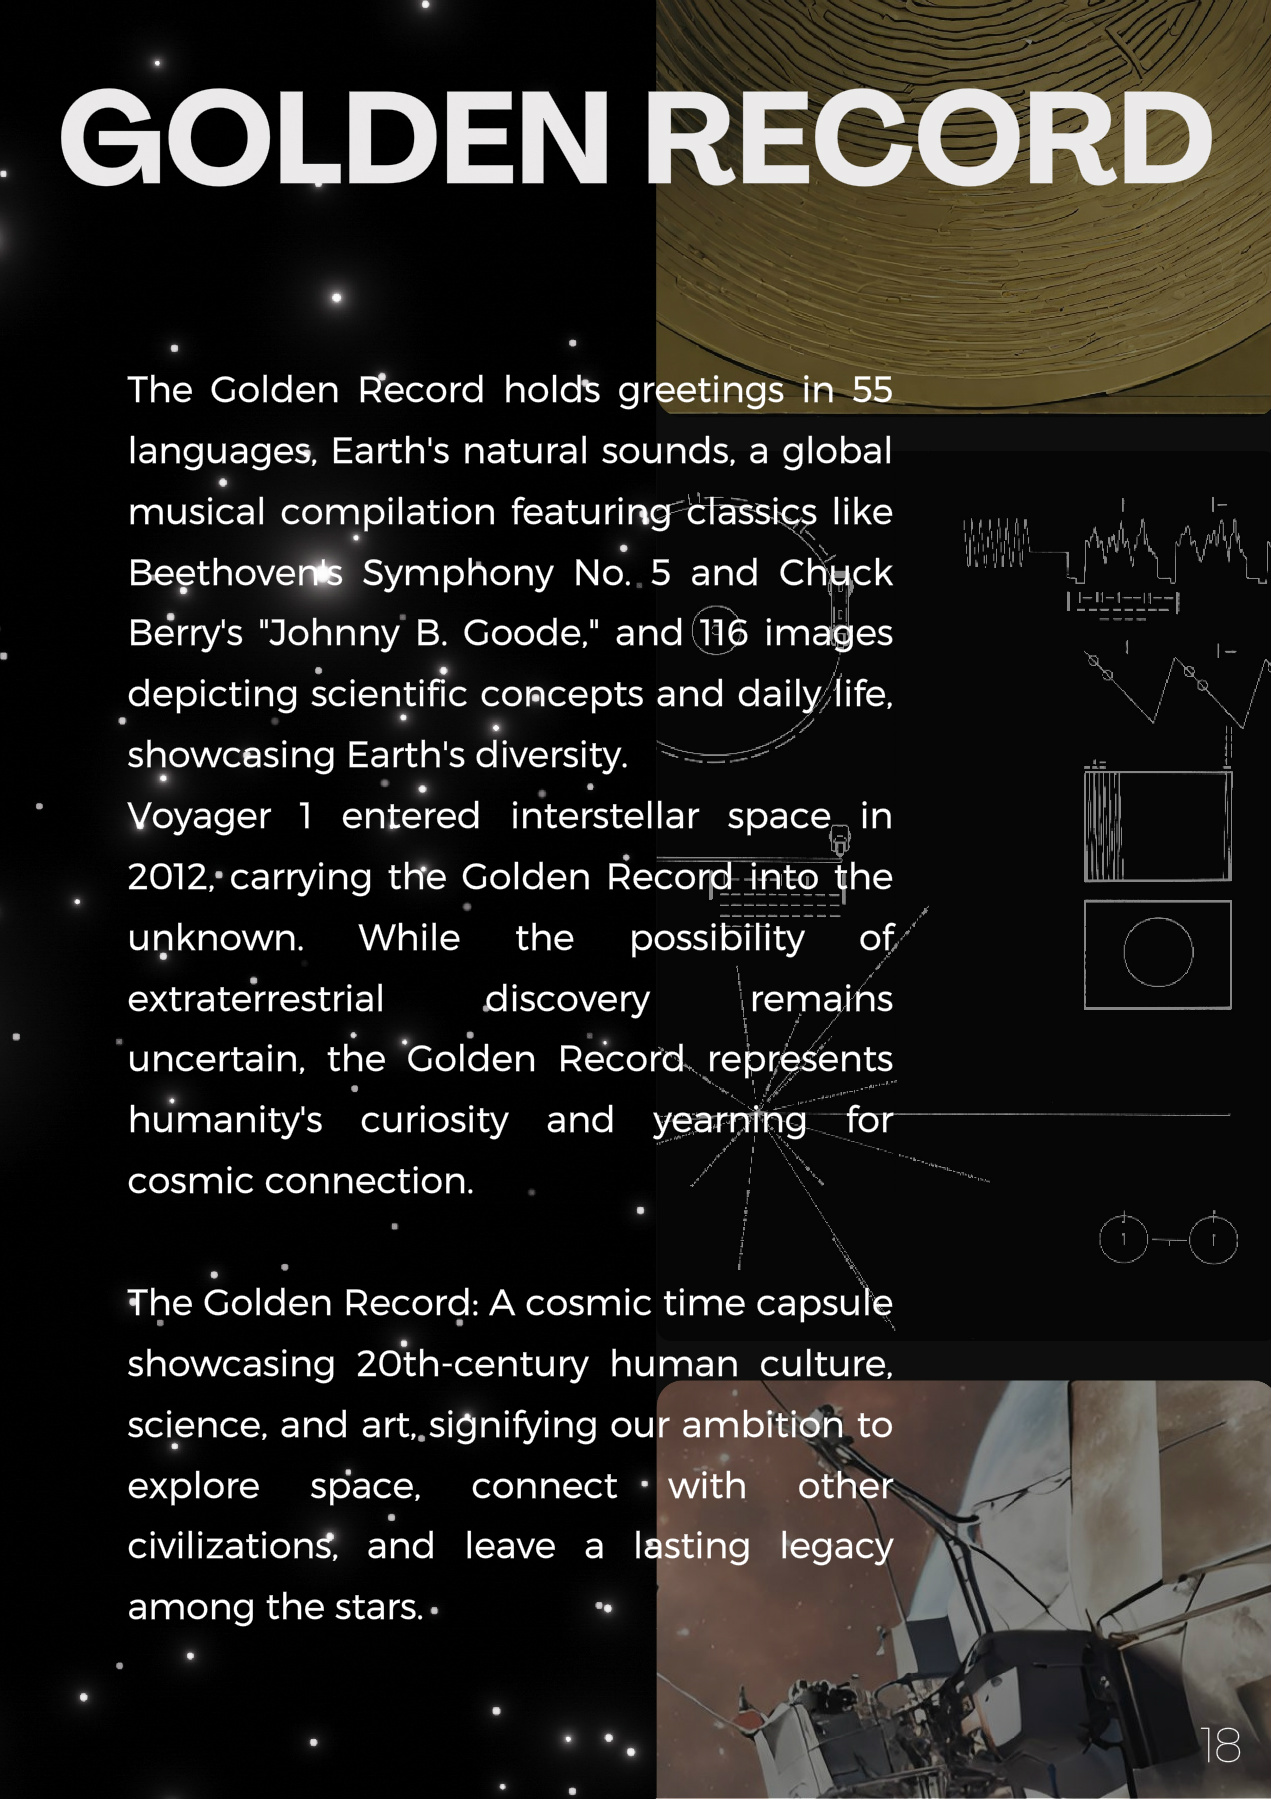 GOLDEN RECORD
The Golden Record holds greetings in 55
languages, Earth's natural sounds, a global
musical compilation featuring classics like
Beethoven's Symphony No. 5 and Chuck
Berry's "Johnny B. Goode," and 116 images
depicting scientific concepts and daily life,
showcasing Earth's diversity.
Voyager 1 entered interstellar space in
2012, carrying the Golden Record into the
unknown. While the possibility of
extraterrestrial discovery remains
uncertain, the Golden Record represents
humanity's curiosity and yearning for
cosmic connection.
The Golden Record: A cosmic time capsule
showcasing 20th-century human culture,
science, and art, signifying our ambition to
explore space, connect with other
civilizations, and leave a lasting legacy
among the stars.
18